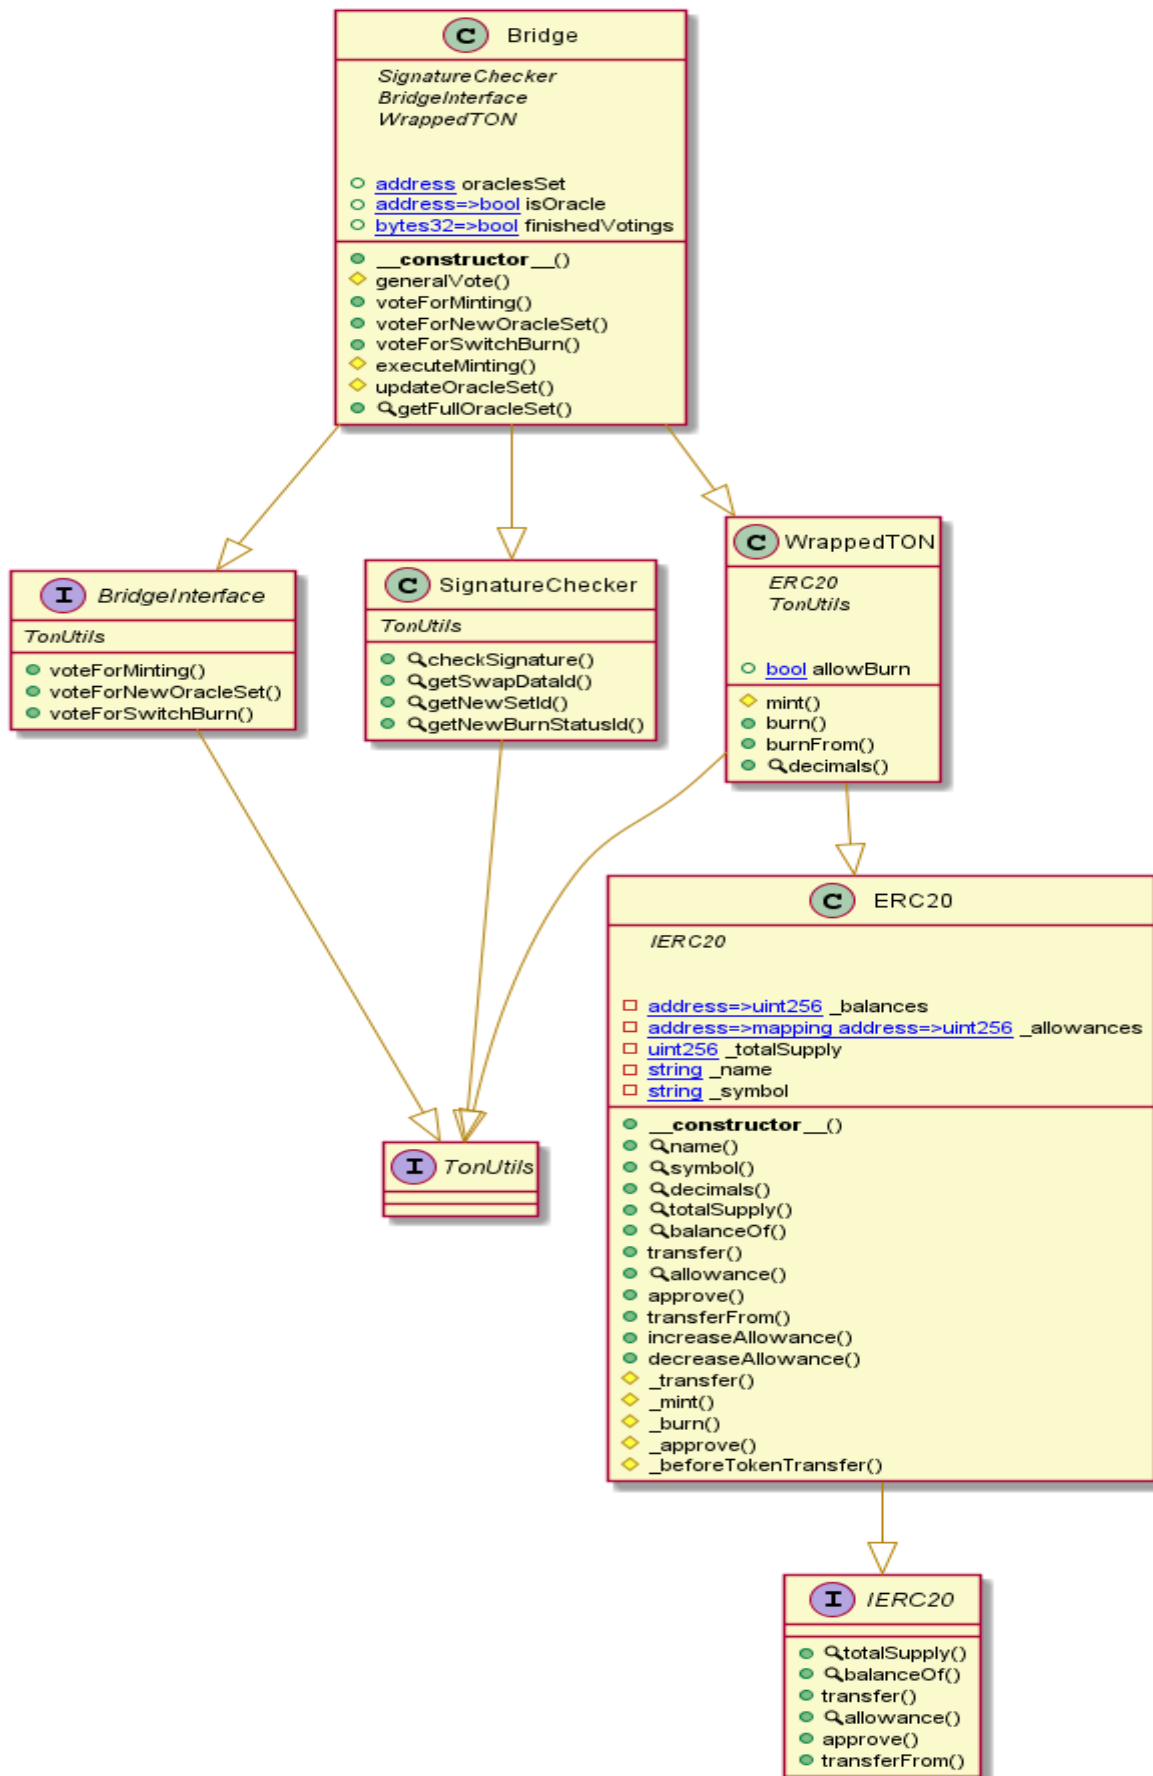 C Bridge
SignatureChecker
BridgeInterface
WrappedTON
address oraclesSet
address=>bool isOracle
bytes32=>bool finishedVotings
__constructor__()
generalVote()
voteForMinting()
voteForNewOracleSet()
voteForSwitchBurn()
executeMinting()
updateOracleSet()
getFullOracleSet()
I BridgeInterface
TonUtils
voteForMinting()
voteForNewOracleSet()
voteForSwitchBurn()
C SignatureChecker
TonUtils
checkSignature()
getSwapDataId()
getNewSetId()
getNewBurnStatusId()
C WrappedTON
ERC20
TonUtils
bool allowBurn
mint()
burn()
burnFrom()
decimals()
C ERC20
IERC20
address=>uint256 _balances
address=>mapping address=>uint256 _allowances
uint256 _totalSupply
string _name
string _symbol
__constructor__()
name()
symbol()
decimals()
totalSupply()
balanceOf()
transfer()
allowance()
approve()
transferFrom()
increaseAllowance()
decreaseAllowance()
_transfer()
_mint()
_burn()
_approve()
_beforeTokenTransfer()
I TonUtils
I IERC20
totalSupply()
balanceOf()
transfer()
allowance()
approve()
transferFrom()